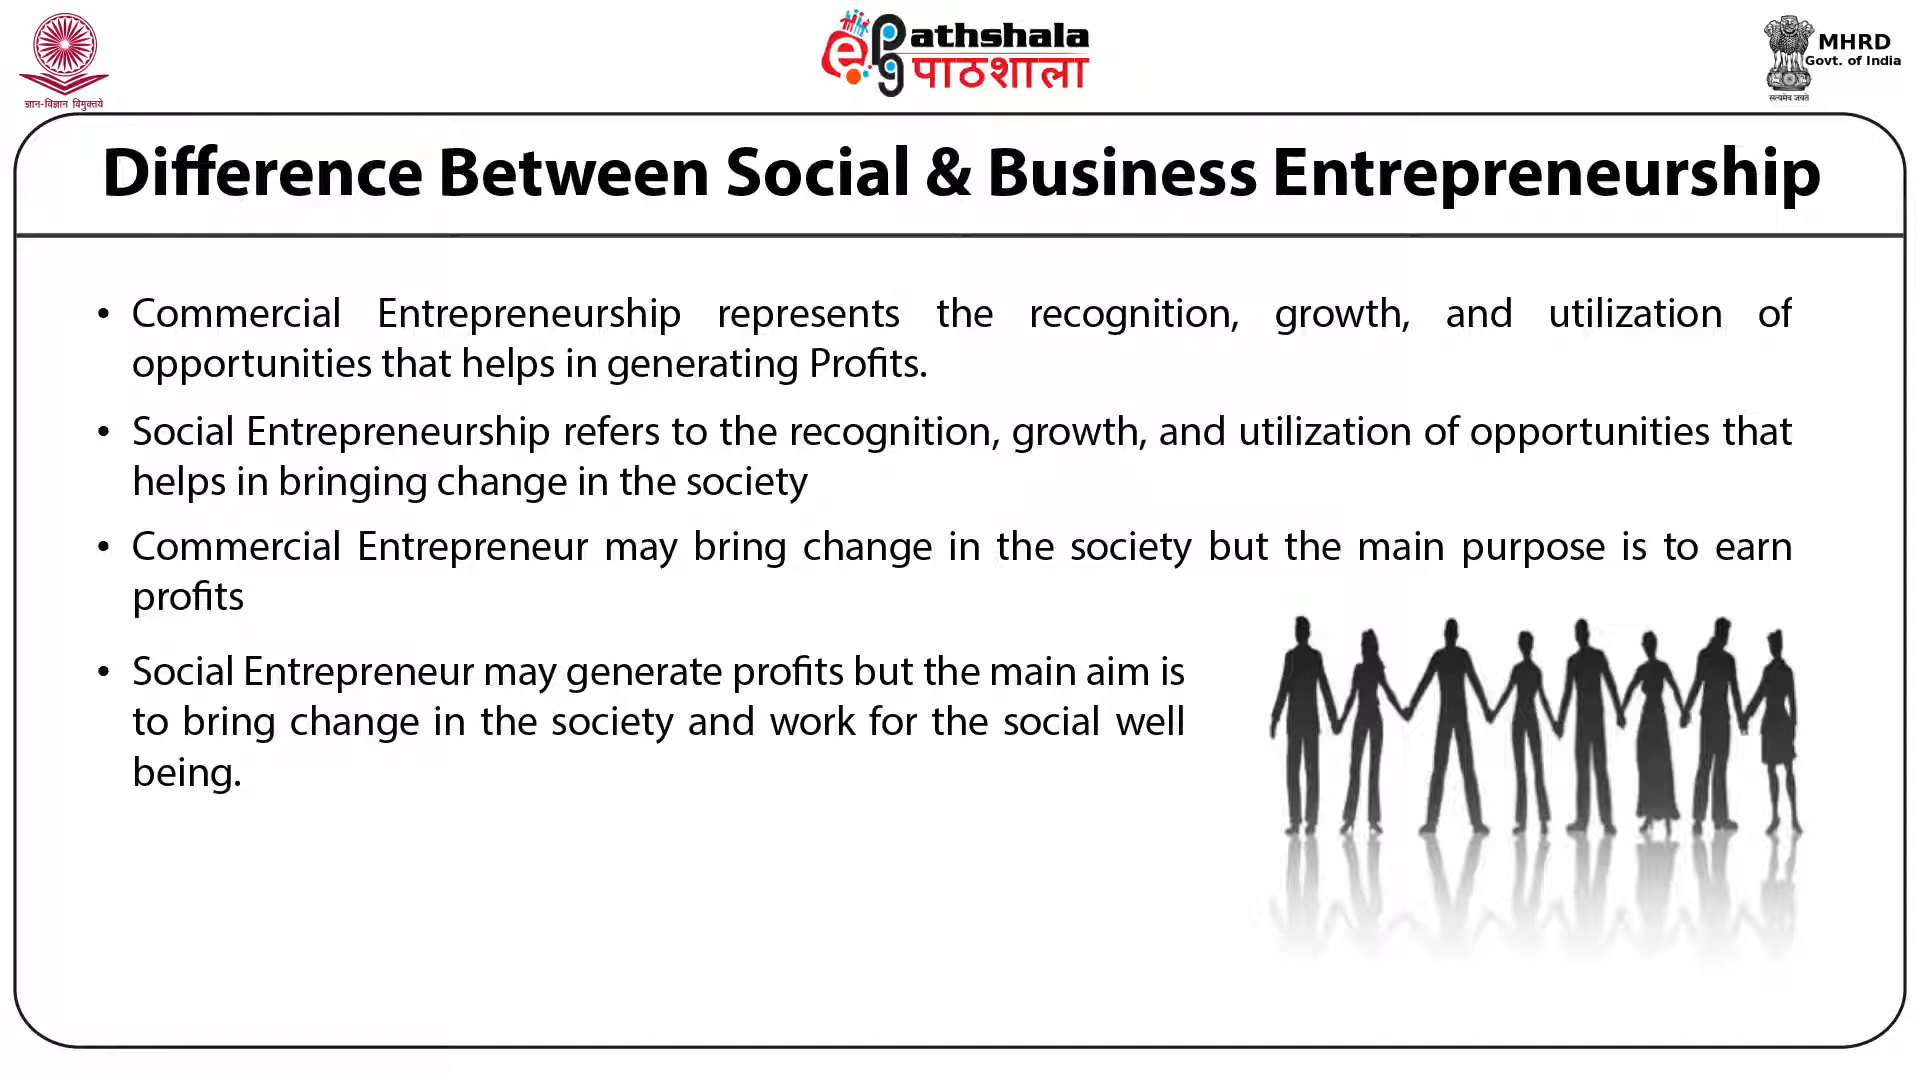 ज्ञान-विज्ञान विमुक्तये
e pg athshala
पाठशाला
MHRD
Govt. of India
सत्यमेव जयते
Difference Between Social & Business Entrepreneurship
• Commercial Entrepreneurship represents the recognition, growth, and utilization of
opportunities that helps in generating Profits.
• Social Entrepreneurship refers to the recognition, growth, and utilization of opportunities that
helps in bringing change in the society
• Commercial Entrepreneur may bring change in the society but the main purpose is to earn
profits
• Social Entrepreneur may generate profits but the main aim is
to bring change in the society and work for the social well
being.